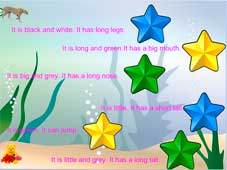 It is black and white. It has long legs.
It is long and green It has a big mouth.
It is big and grey. It has a long nose
It is little. It has a short tail
It is green. It can jump
It is little and grey. It has a long tail.